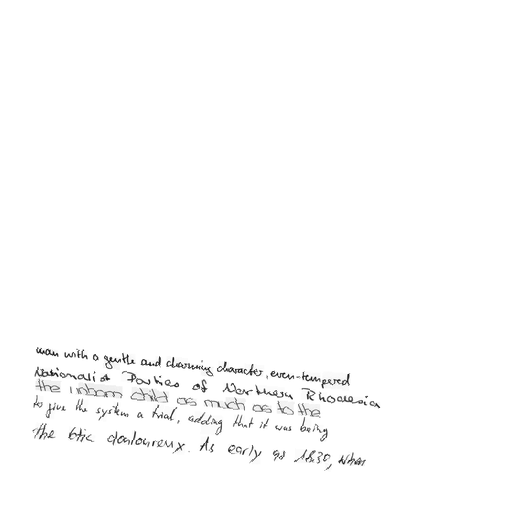 man with a gentle and charming character, even-tempered
Nationalist Parties of Northern Rhodesia
the unborn child as much as to the
to give the system a trial, adding that it was being
the tic douloureux. As early as 1830, when